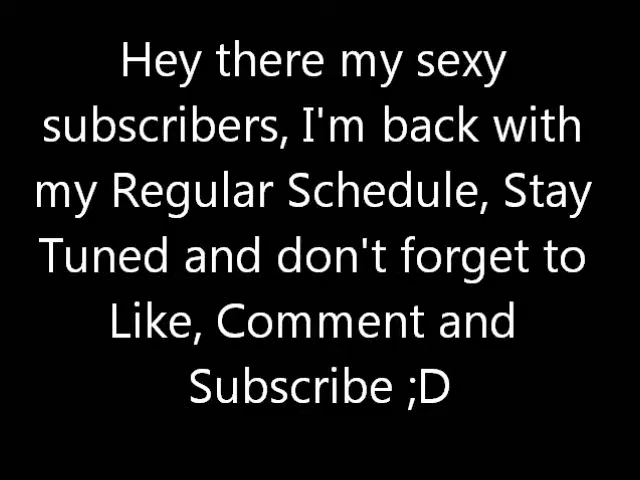 Hey there my sexy
subscribers, I'm back with
my Regular Schedule, Stay
Tuned and don't forget to
Like, Comment and
Subscribe ;D